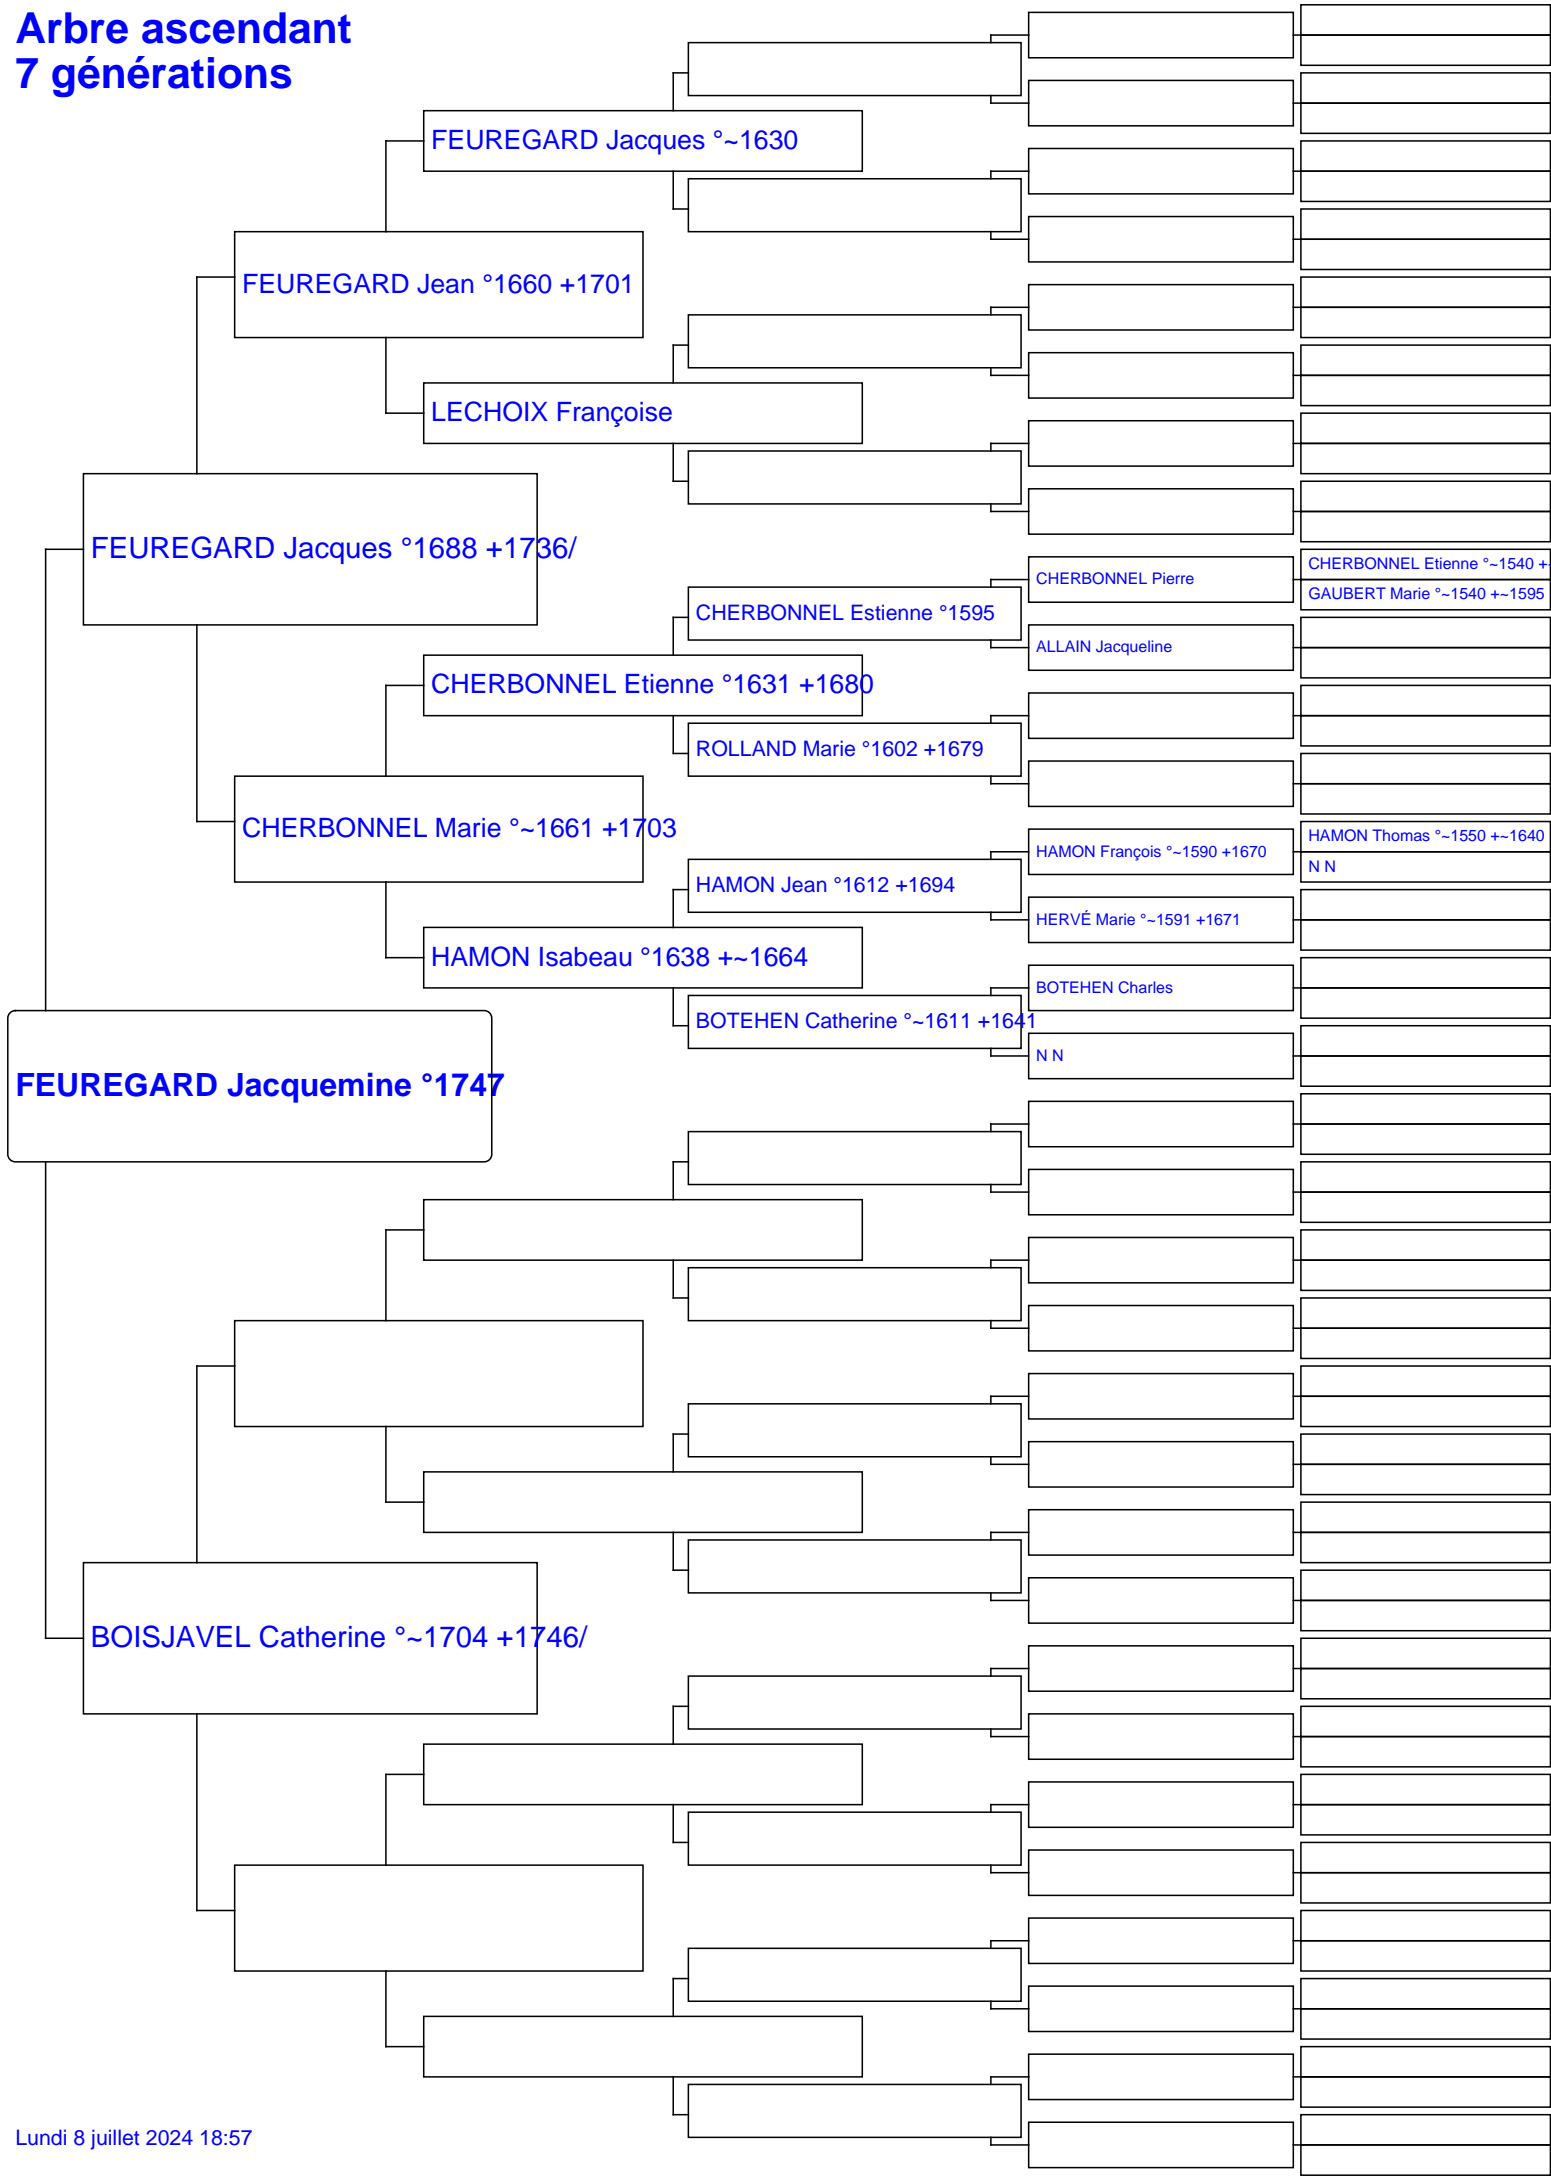 Arbre ascendant
7 générations
FEUREGARD Jacques °~1630
FEUREGARD Jean °1660 +1701
LECHOIX Françoise
FEUREGARD Jacques °1688 +1736/
CHERBONNEL Etienne °~1540 +~
CHERBONNEL Pierre
GAUBERT Marie °~1540 +~1595
CHERBONNEL Estienne °1595
ALLAIN Jacqueline
CHERBONNEL Etienne °1631 +1680
ROLLAND Marie °1602 +1679
CHERBONNEL Marie °~1661 +1703
HAMON Thomas °~1550 +~1640
HAMON François °~1590 +1670
N N
HAMON Jean °1612 +1694
HERVÉ Marie °~1591 +1671
HAMON Isabeau °1638 +~1664
BOTEHEN Charles
BOTEHEN Catherine °~1611 +1641
N N
FEUREGARD Jacquemine °1747
BOISJAVEL Catherine °~1704 +1746/
Lundi 8 juillet 2024 18:57